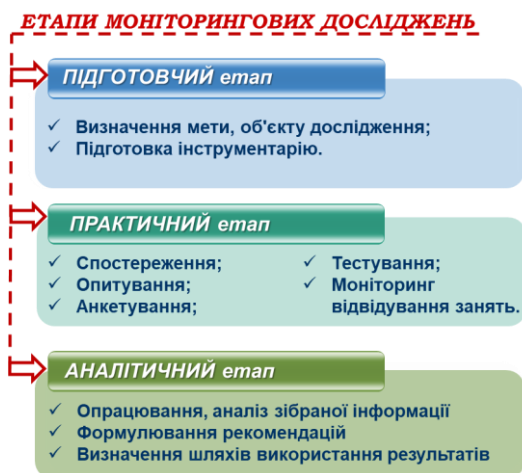 ЕТАПИ МОНІТОРИНГОВИХ ДОСЛІДЖЕНЬ
ПІДГОТОВЧИЙ етап
✓ Визначення мети, об'єкту дослідження;
✓ Підготовка інструментарію.
ПРАКТИЧНИЙ етап
✓ Спостереження;
✓ Опитування;
✓ Анкетування;
✓ Тестування;
✓ Моніторинг
відвідування занять.
АНАЛІТИЧНИЙ етап
✓ Опрацювання, аналіз зібраної інформації
✓ Формулювання рекомендацій
✓ Визначення шляхів використання результатів